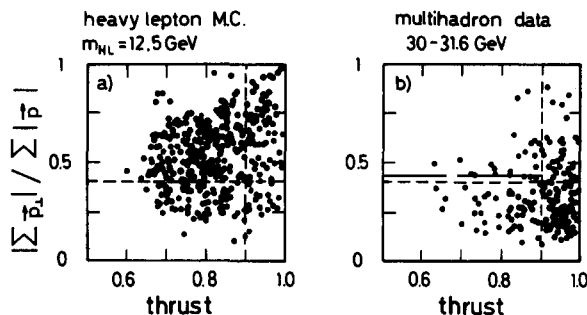 heavy lepton M.C.
m_HL = 12.5 GeV
multihadron data
30 - 31.6 GeV
|Σ p⃗⊥| / Σ |p⃗|
a)
1
0.5
0
0.6 0.8 1.0
thrust
b)
1
0.5
0
0.6 0.8 1.0
thrust